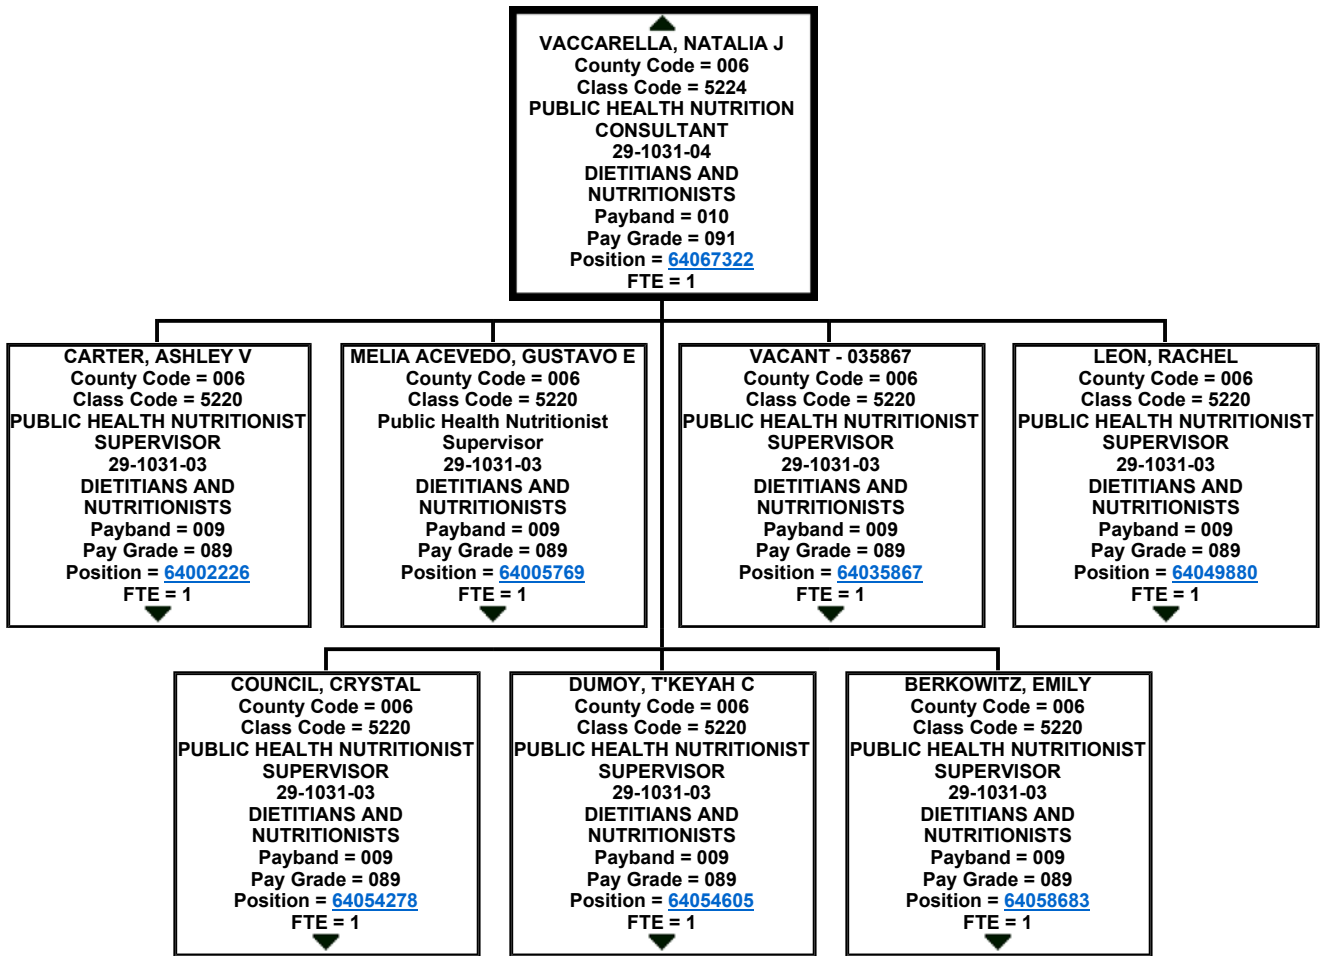 VACCARELLA, NATALIA J
County Code = 006
Class Code = 5224
PUBLIC HEALTH NUTRITION
CONSULTANT
29-1031-04
DIETITIANS AND
NUTRITIONISTS
Payband = 010
Pay Grade = 091
Position = 64067322
FTE = 1
CARTER, ASHLEY V
County Code = 006
Class Code = 5220
PUBLIC HEALTH NUTRITIONIST
SUPERVISOR
29-1031-03
DIETITIANS AND
NUTRITIONISTS
Payband = 009
Pay Grade = 089
Position = 64002226
FTE = 1
MELIA ACEVEDO, GUSTAVO E
County Code = 006
Class Code = 5220
Public Health Nutritionist
Supervisor
29-1031-03
DIETITIANS AND
NUTRITIONISTS
Payband = 009
Pay Grade = 089
Position = 64005769
FTE = 1
VACANT - 035867
County Code = 006
Class Code = 5220
PUBLIC HEALTH NUTRITIONIST
SUPERVISOR
29-1031-03
DIETITIANS AND
NUTRITIONISTS
Payband = 009
Pay Grade = 089
Position = 64035867
FTE = 1
LEON, RACHEL
County Code = 006
Class Code = 5220
PUBLIC HEALTH NUTRITIONIST
SUPERVISOR
29-1031-03
DIETITIANS AND
NUTRITIONISTS
Payband = 009
Pay Grade = 089
Position = 64049880
FTE = 1
COUNCIL, CRYSTAL
County Code = 006
Class Code = 5220
PUBLIC HEALTH NUTRITIONIST
SUPERVISOR
29-1031-03
DIETITIANS AND
NUTRITIONISTS
Payband = 009
Pay Grade = 089
Position = 64054278
FTE = 1
DUMOY, T'KEYAH C
County Code = 006
Class Code = 5220
PUBLIC HEALTH NUTRITIONIST
SUPERVISOR
29-1031-03
DIETITIANS AND
NUTRITIONISTS
Payband = 009
Pay Grade = 089
Position = 64054605
FTE = 1
BERKOWITZ, EMILY
County Code = 006
Class Code = 5220
PUBLIC HEALTH NUTRITIONIST
SUPERVISOR
29-1031-03
DIETITIANS AND
NUTRITIONISTS
Payband = 009
Pay Grade = 089
Position = 64058683
FTE = 1